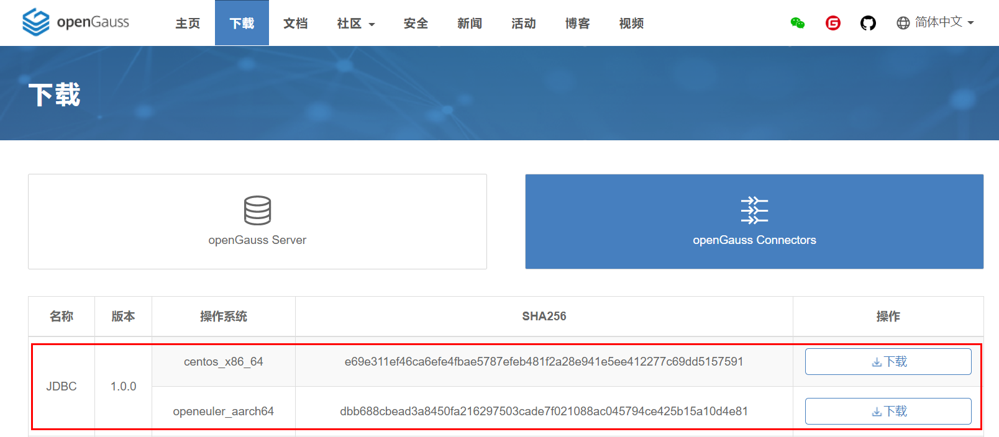 openGauss 主页 下载 文档 社区 安全 新闻 活动 博客 视频 简体中文
下载
openGauss Server
openGauss Connectors
名称 版本 操作系统 SHA256 操作
JDBC 1.0.0
centos_x86_64 e69e311ef46ca6efe4fbae5787efeb481f2a28e941e5ee412277c69dd5157591 下载
openeuler_aarch64 dbb688cbead3a8450fa216297503cade7f021088ac045794ce425b15a10d4e81 下载